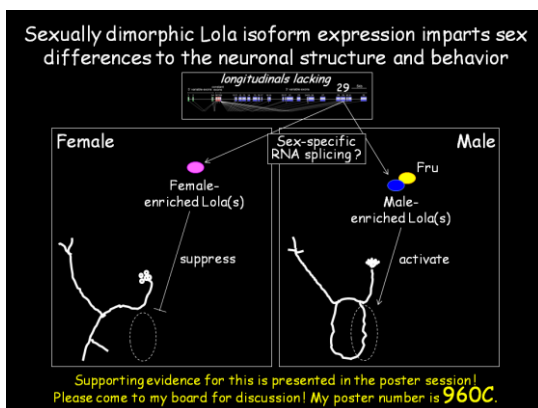 Sexually dimorphic Lola isoform expression imparts sex
differences to the neuronal structure and behavior
longitudinals lacking
29
Female
Sex-specific
RNA splicing ?
Male
Fru
Female-
enriched Lola(s)
Male-
enriched Lola(s)
suppress
activate
Supporting evidence for this is presented in the poster session!
Please come to my board for discussion! My poster number is 960C.